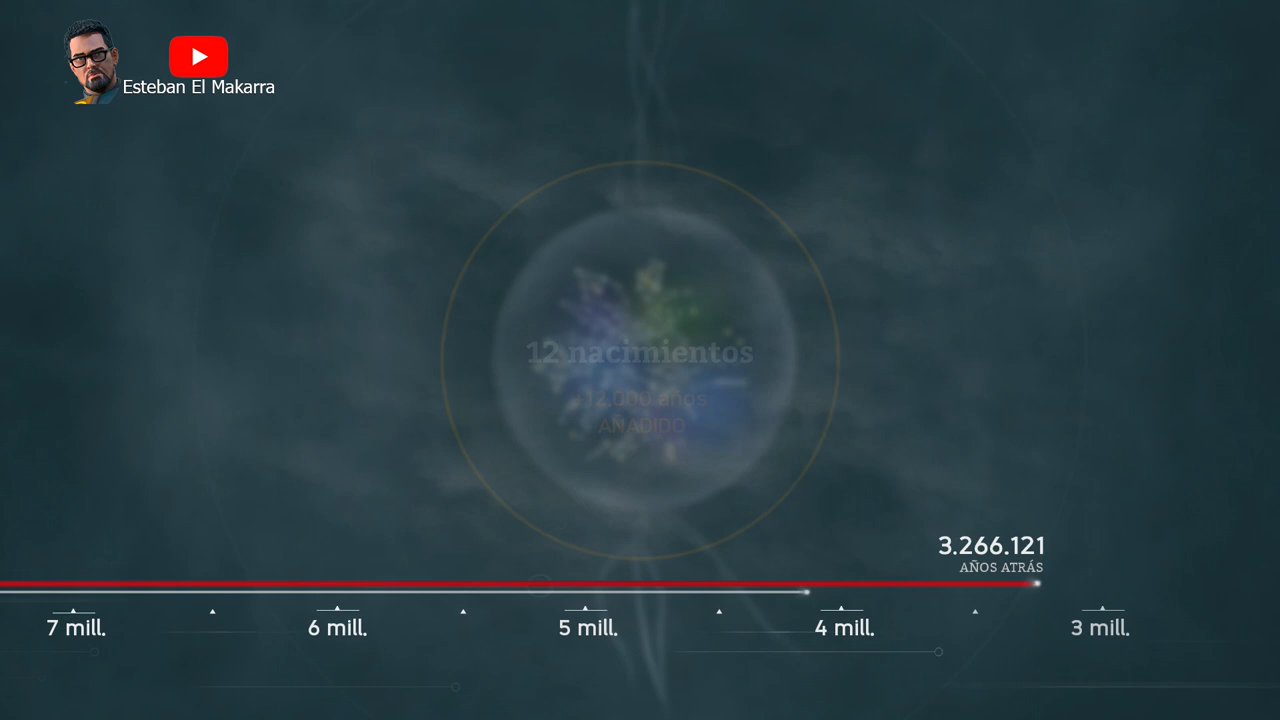 Esteban El Makarra
12 nacimientos
12.000 años
AÑADIDO
3.266.121
AÑOS ATRÁS
7 mill.
6 mill.
5 mill.
4 mill.
3 mill.